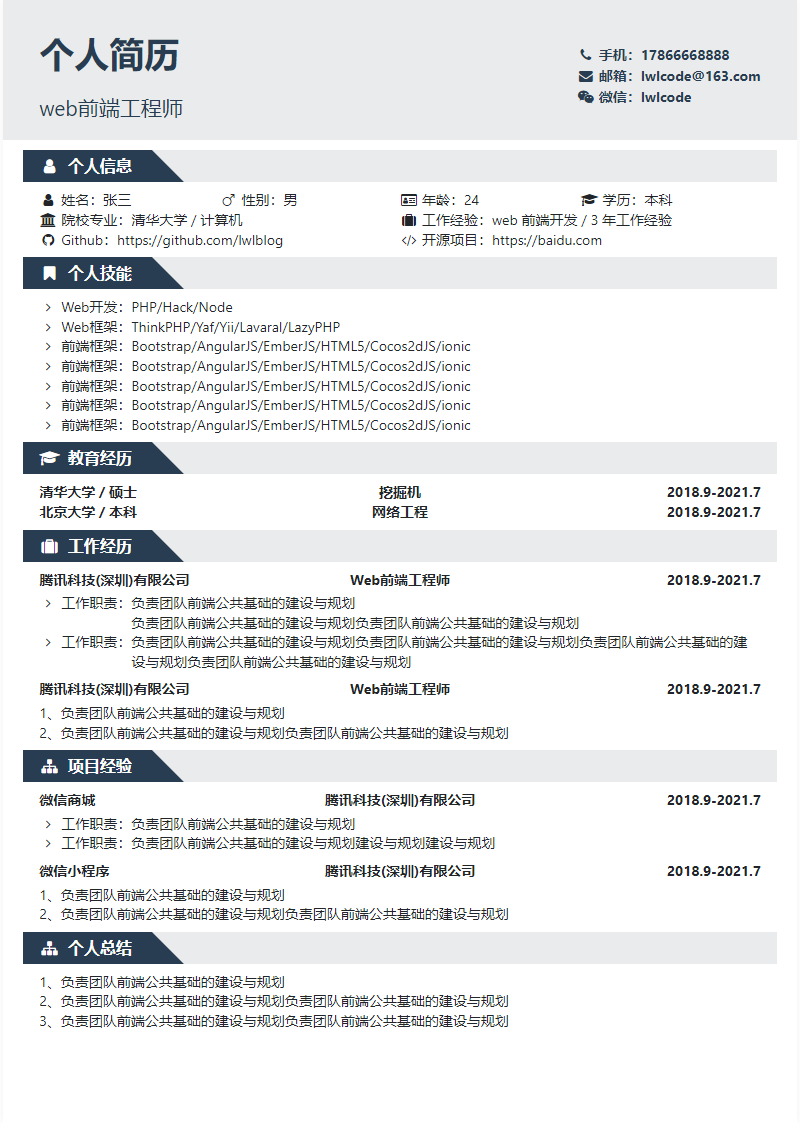 个人简历
web前端工程师
手机：17866668888
邮箱：lwlcode@163.com
微信：lwlcode
个人信息
姓名：张三 性别：男 年龄：24 学历：本科
院校专业：清华大学 / 计算机 工作经验：web 前端开发 / 3 年工作经验
Github：https://github.com/lwlblog 开源项目：https://baidu.com
个人技能
Web开发：PHP/Hack/Node
Web框架：ThinkPHP/Yaf/Yii/Lavaral/LazyPHP
前端框架：Bootstrap/AngularJS/EmberJS/HTML5/Cocos2dJS/ionic
前端框架：Bootstrap/AngularJS/EmberJS/HTML5/Cocos2dJS/ionic
前端框架：Bootstrap/AngularJS/EmberJS/HTML5/Cocos2dJS/ionic
前端框架：Bootstrap/AngularJS/EmberJS/HTML5/Cocos2dJS/ionic
前端框架：Bootstrap/AngularJS/EmberJS/HTML5/Cocos2dJS/ionic
教育经历
清华大学 / 硕士 挖掘机 2018.9-2021.7
北京大学 / 本科 网络工程 2018.9-2021.7
工作经历
腾讯科技(深圳)有限公司 Web前端工程师 2018.9-2021.7
工作职责：负责团队前端公共基础的建设与规划
负责团队前端公共基础的建设与规划负责团队前端公共基础的建设与规划
工作职责：负责团队前端公共基础的建设与规划负责团队前端公共基础的建设与规划负责团队前端公共基础的建
设与规划负责团队前端公共基础的建设与规划
腾讯科技(深圳)有限公司 Web前端工程师 2018.9-2021.7
1、负责团队前端公共基础的建设与规划
2、负责团队前端公共基础的建设与规划负责团队前端公共基础的建设与规划
项目经验
微信商城 腾讯科技(深圳)有限公司 2018.9-2021.7
工作职责：负责团队前端公共基础的建设与规划
工作职责：负责团队前端公共基础的建设与规划建设与规划建设与规划
微信小程序 腾讯科技(深圳)有限公司 2018.9-2021.7
1、负责团队前端公共基础的建设与规划
2、负责团队前端公共基础的建设与规划负责团队前端公共基础的建设与规划
个人总结
1、负责团队前端公共基础的建设与规划
2、负责团队前端公共基础的建设与规划负责团队前端公共基础的建设与规划
3、负责团队前端公共基础的建设与规划负责团队前端公共基础的建设与规划